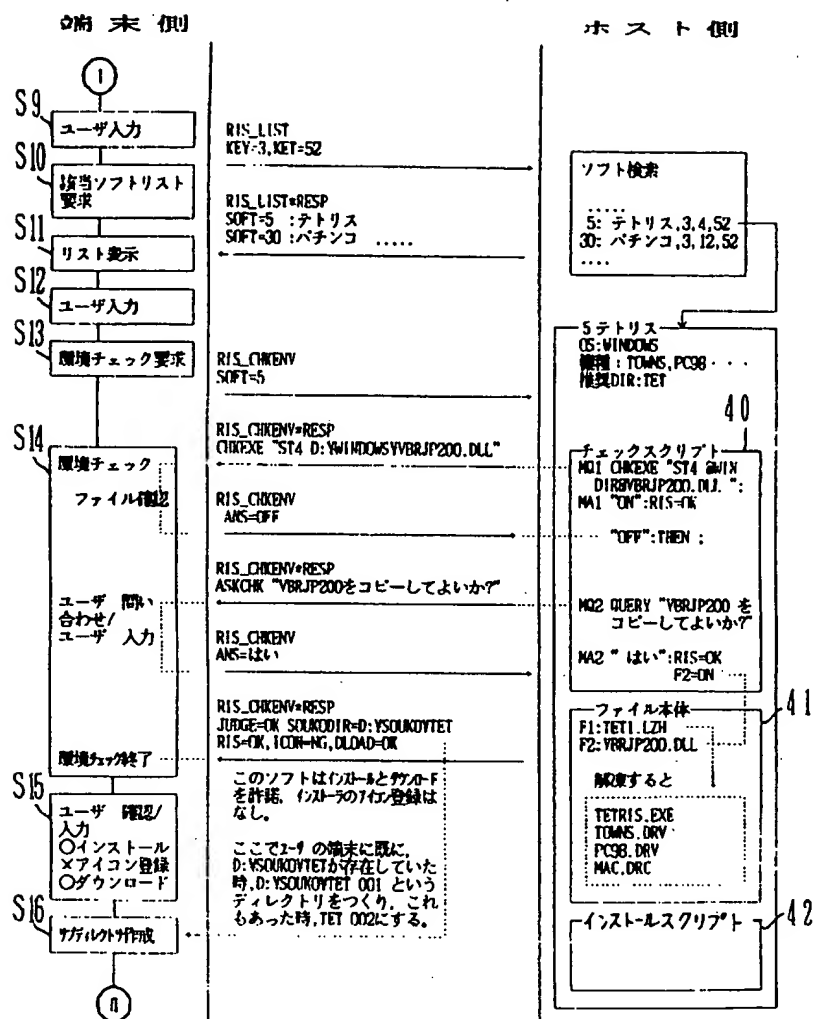 端末側
ホスト側
1
S9
ユーザ入力
S10
該当ソフトリスト
要求
S11
リスト表示
S12
ユーザ入力
S13
環境チェック要求
S14
環境チェック
ファイル確認
ユーザ 問い
合わせ/
ユーザ 入力
環境チェック終了
S15
ユーザ 確認/
入力
○インストール
×アイコン登録
○ダウンロード
S16
サブディレクトリ作成
RIS_LIST
KEY=3,KET=52
RIS_LIST*RESP
SOFT=5 :テトリス
SOFT=30 :パチンコ .....
RIS_CHKENV
SOFT=5
RIS_CHKENV*RESP
CHKEXE "ST4 D:¥WINDOWS¥VBRJP200.DLL"
RIS_CHKENV
ANS=OFF
RIS_CHKENV*RESP
ASKCHK "VBRJP200をコピーしてよいか?"
RIS_CHKENV
ANS=はい
RIS_CHKENV*RESP
JUDGE=OK SOUKODIR=D:¥SOUKO¥TET
RIS=OK,ICON=NG,DLOAD=OK
このソフトはインストールとダウンロード
を許諾, インストーラのアイコン登録は
なし。
ここでユーザ の端末に既に,
D:¥SOUKO¥TETが存在していた
時,D:¥SOUKO¥TET 001 という
ディレクトリをつくり, これ
もあった時,TET 002にする。
ソフト検索
.....
5: テトリス,3,4,52
30: パチンコ,3,12,52
....
5テトリス
OS:WINDOWS
機種:TOWNS,PC98・・・
推奨DIR:TET
40
チェックスクリプト
MQ1 CHKEXE "ST4 @WIN
DIR@VBRJP200.DLL ":
MA1 "ON":RIS=OK
"OFF":THEN ;
MQ2 QUERY "VBRJP200 を
コピーしてよいか?"
MA2 " はい":RIS=OK
F2=ON
41
ファイル本体
F1:TET1.LZH
F2:VBRJP200.DLL
解凍すると
TETRIS.EXE
TOWNS.DRV
PC98.DRV
MAC.DRC
インストールスクリプト
42